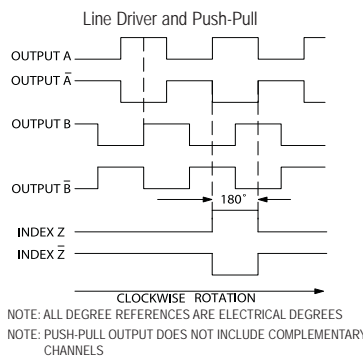 Line Driver and Push-Pull
OUTPUT A
OUTPUT A̅
OUTPUT B
OUTPUT B̅
180°
INDEX Z
INDEX Z̅
CLOCKWISE ROTATION
NOTE: ALL DEGREE REFERENCES ARE ELECTRICAL DEGREES
NOTE: PUSH-PULL OUTPUT DOES NOT INCLUDE COMPLEMENTARY
CHANNELS